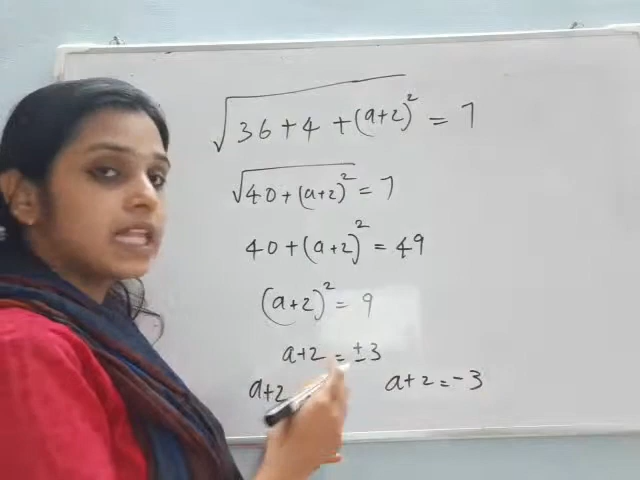 √36+4+(a+2)² = 7
√40+(a+2)² = 7
40+(a+2)² = 49
(a+2)² = 9
a+2 = ±3
a+2 a+2 = -3